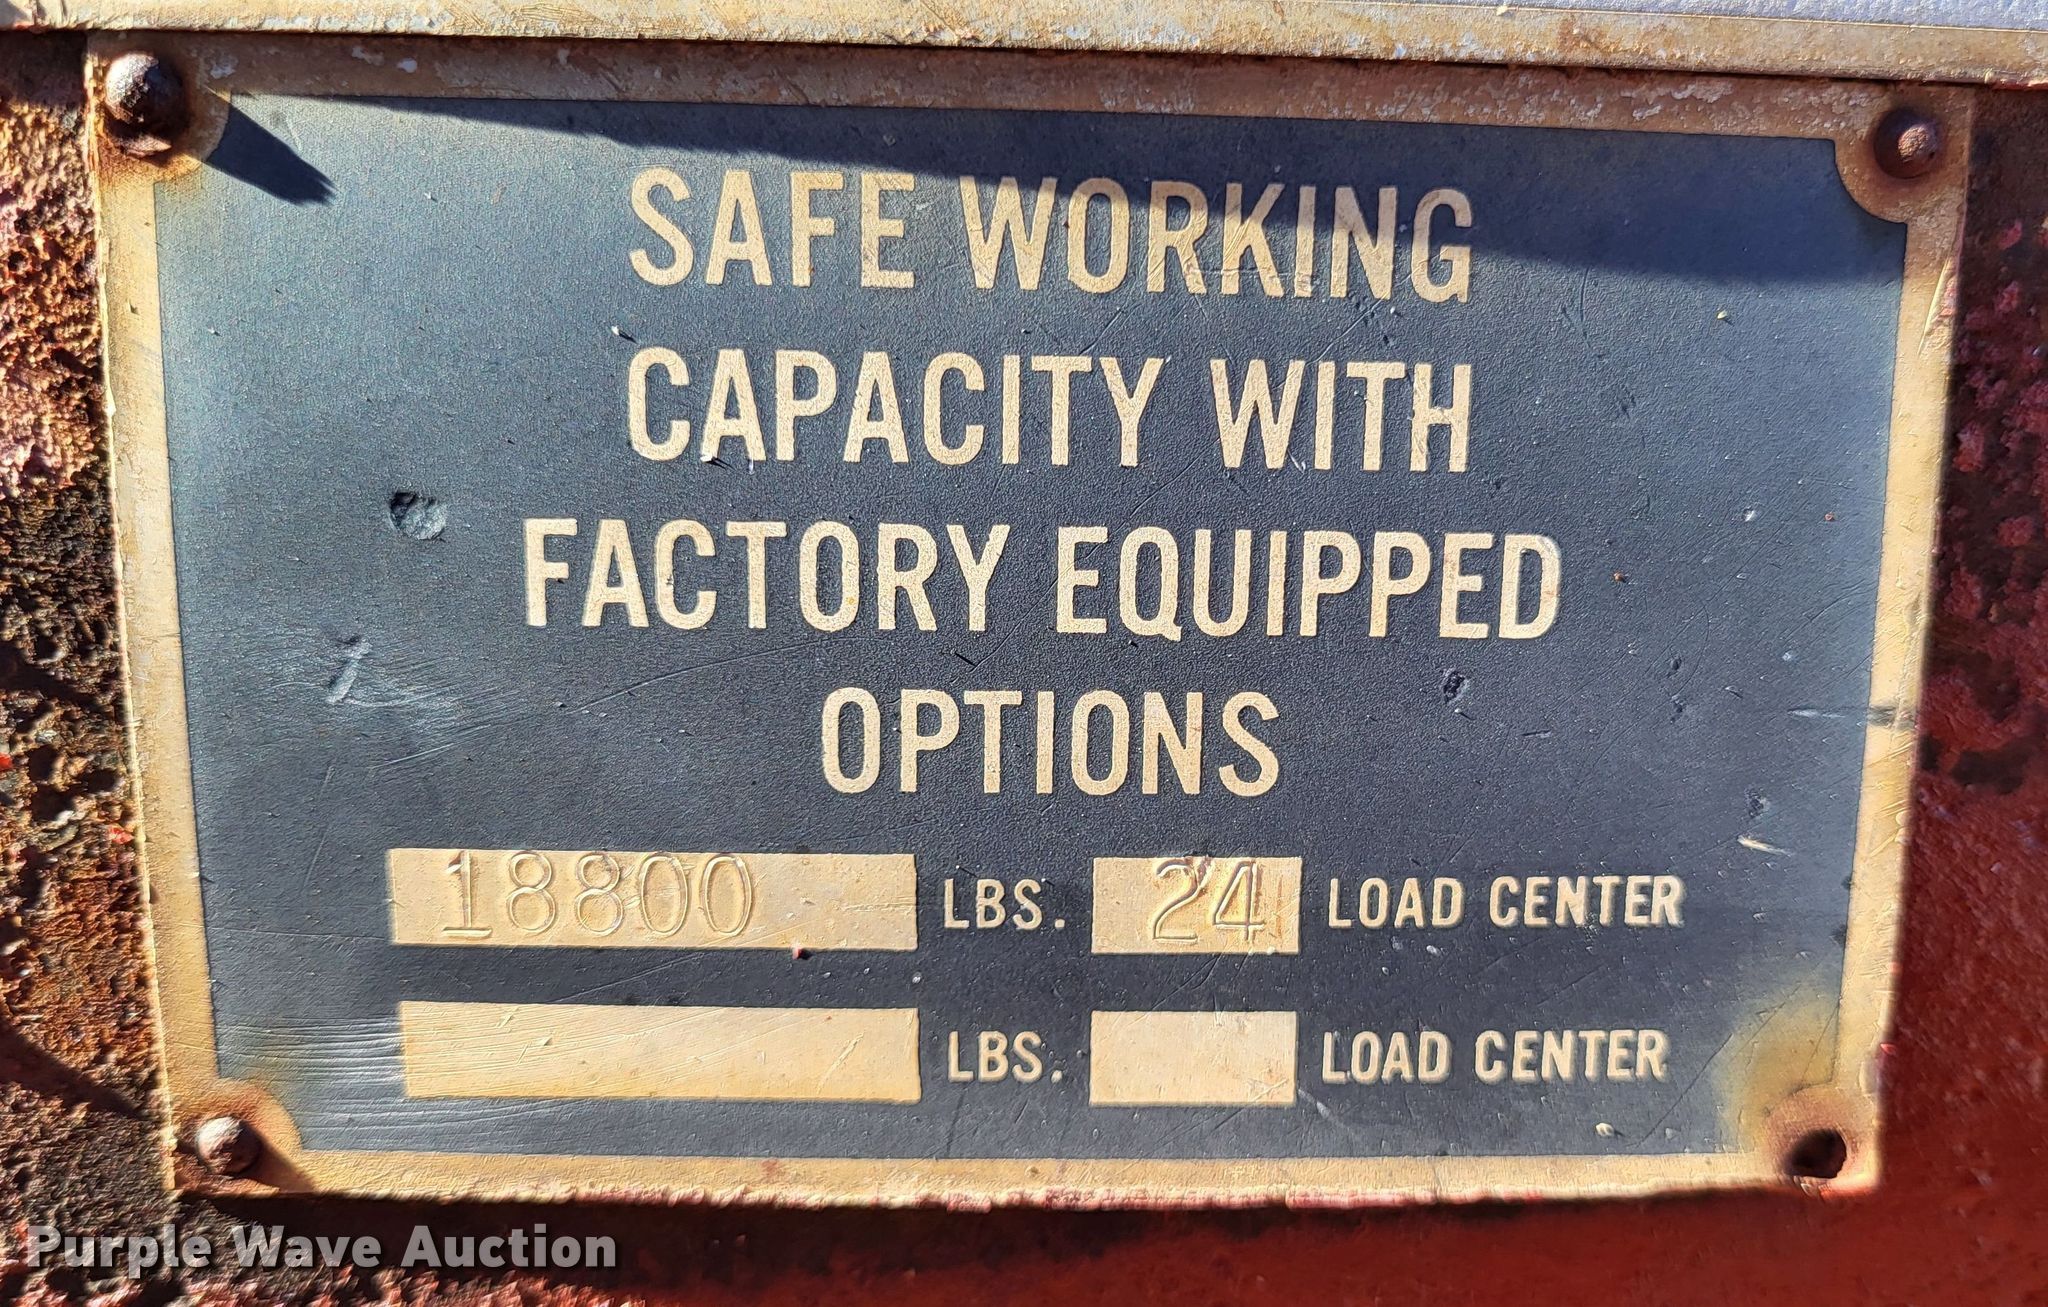 SAFE WORKING
CAPACITY WITH
FACTORY EQUIPPED
OPTIONS
18800 LBS. 24 LOAD CENTER
LBS. LOAD CENTER
Purple Wave Auction